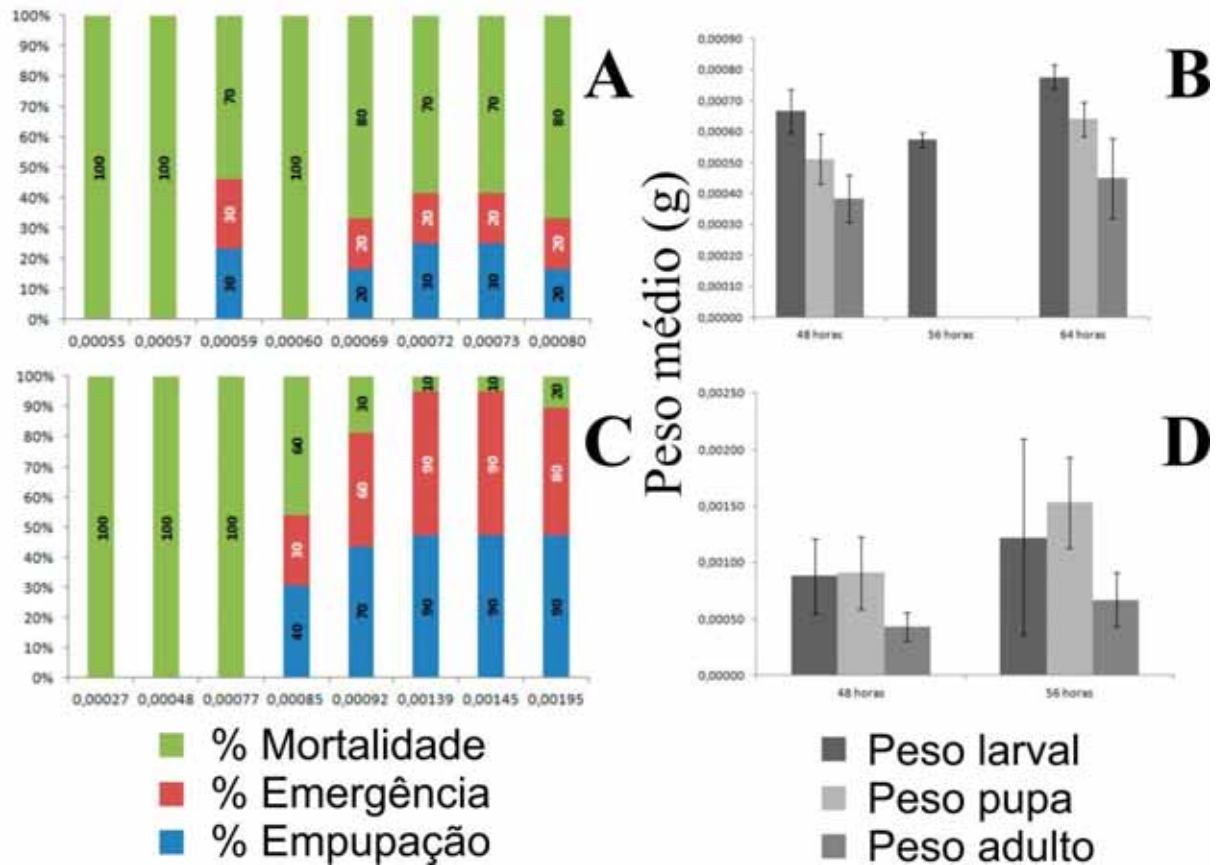 100%
90%
80%
70%
60%
50%
40%
30%
20%
10%
0%
100 100 70 100 80 70 70 80
30 20 20 20 20
30 20 30 30 20
0,00055 0,00057 0,00059 0,00060 0,00069 0,00072 0,00073 0,00080
A
0,00090
0,00080
0,00070
0,00060
0,00050
0,00040
0,00030
0,00020
0,00010
0,00000
48 horas 56 horas 64 horas
B
Peso médio (g)
100%
90%
80%
70%
60%
50%
40%
30%
20%
10%
0%
100 100 100 60 30 10 10 20
30 60 90 90 80
40 70 90 90 90
0,00027 0,00048 0,00077 0,00085 0,00092 0,00139 0,00145 0,00195
C
0,00250
0,00200
0,00150
0,00100
0,00050
0,00000
48 horas 56 horas
D
% Mortalidade
% Emergência
% Empupação
Peso larval
Peso pupa
Peso adulto